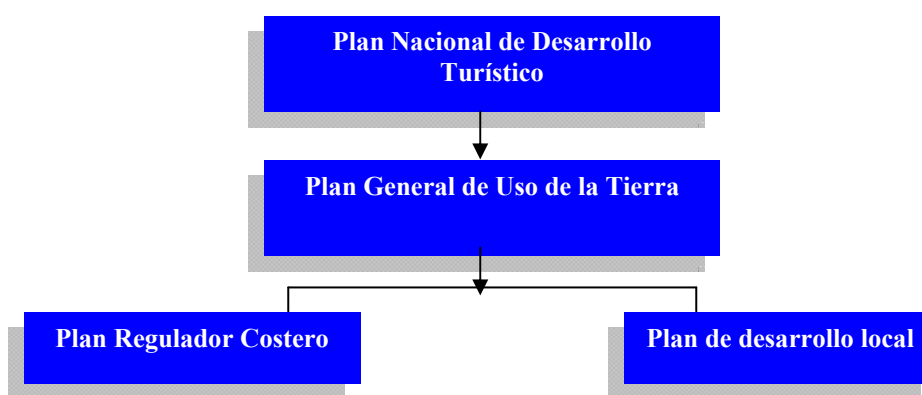 Plan Nacional de Desarrollo
Turístico
Plan General de Uso de la Tierra
Plan Regulador Costero
Plan de desarrollo local